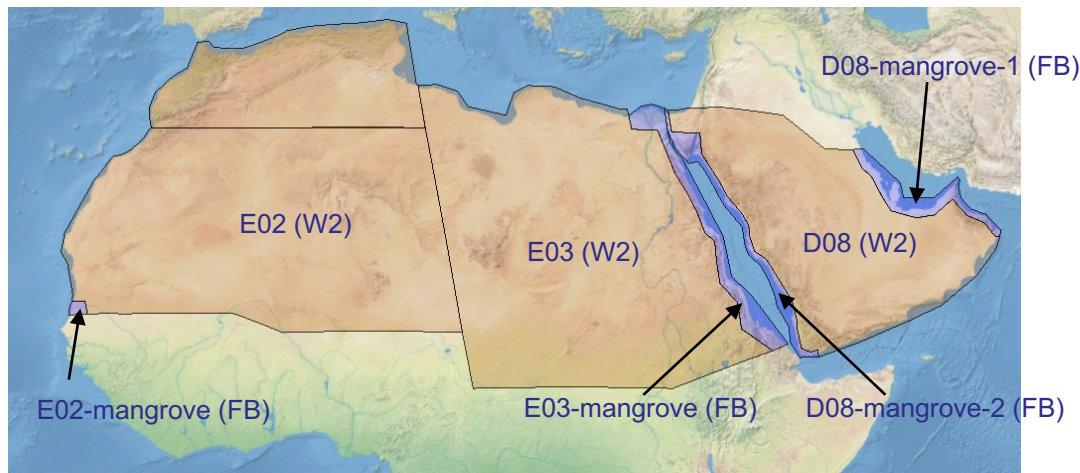 D08-mangrove-1 (FB)
E02 (W2)
E03 (W2)
D08 (W2)
E02-mangrove (FB)
E03-mangrove (FB)
D08-mangrove-2 (FB)